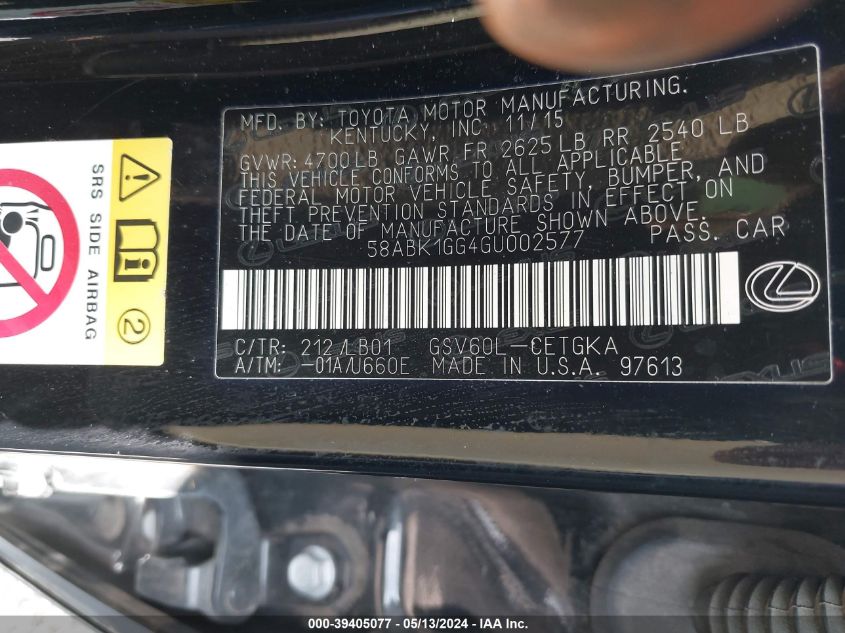 MFD. BY: TOYOTA MOTOR MANUFACTURING.
KENTUCKY, INC 11/15
GVWR: 4700LB GAWR FR 2625 LB RR 2540 LB
THIS VEHICLE CONFORMS TO ALL APPLICABLE
FEDERAL MOTOR VEHICLE SAFETY, BUMPER, AND
THEFT PREVENTION STANDARDS IN EFFECT ON
THE DATE OF MANUFACTURE SHOWN ABOVE.
58ABK1GG4GU002577 PASS. CAR
C/TR: 212/LB01 GSV60L-CETGKA
A/TM: -01A/U660E MADE IN U.S.A. 97613
SRS SIDE AIRBAG
2
000-39405077 - 05/13/2024 - IAA Inc.